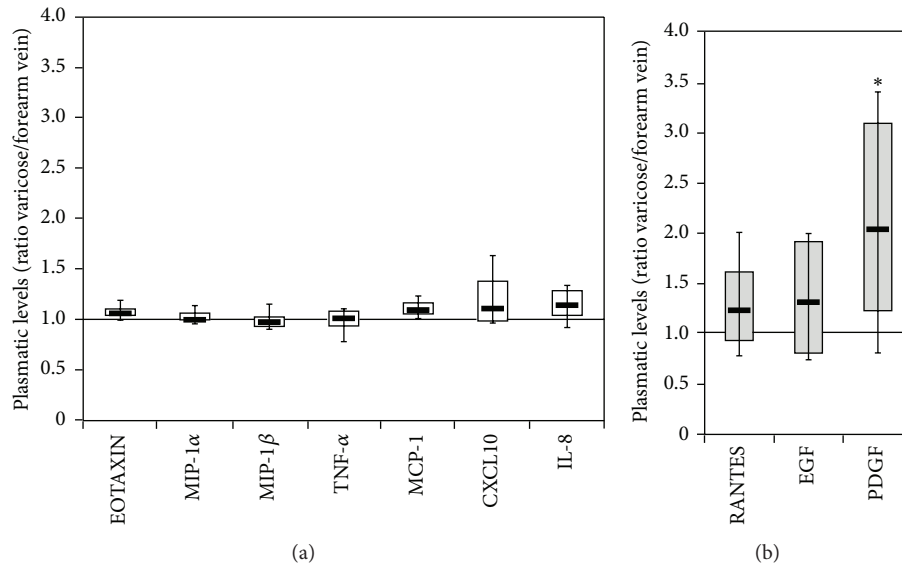 Plasmatic levels (ratio varicose/forearm vein)
4.0
3.5
3.0
2.5
2.0
1.5
1.0
0.5
0
EOTAXIN
MIP-1α
MIP-1β
TNF-α
MCP-1
CXCL10
IL-8
(a)
Plasmatic levels (ratio varicose/forearm vein)
4.0
3.5
3.0
2.5
2.0
1.5
1.0
0.5
0
*
RANTES
EGF
PDGF
(b)